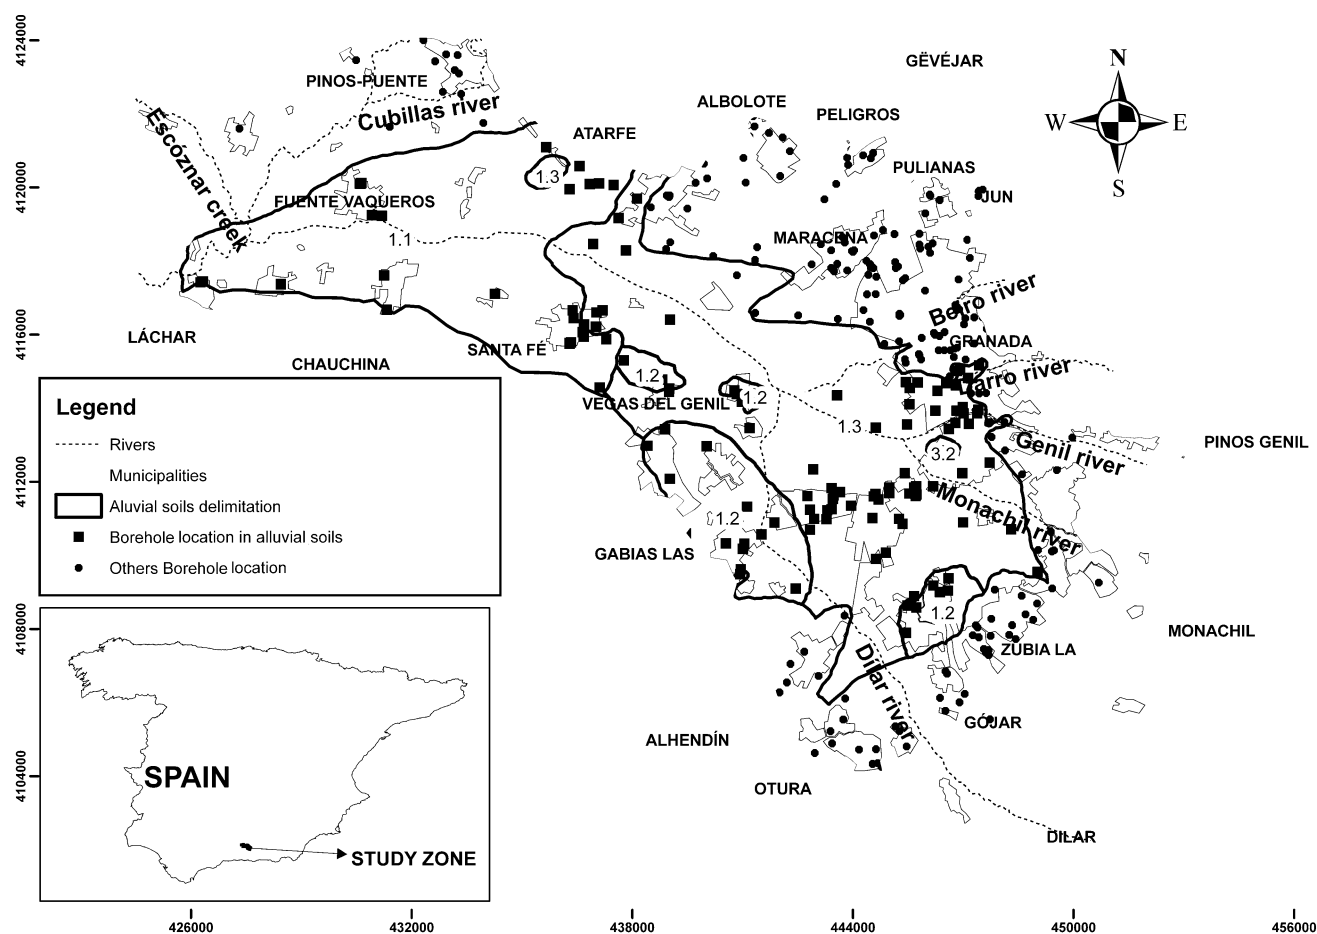 GËVÉJAR
N
W
E
S
PINOS-PUENTE
ALBOLOTE
PELIGROS
Cubillas river
ATARFE
Escóznar creek
PULIANAS
1.3
JUN
FUENTE VAQUEROS
1.1
MARACENA
Beiro river
LÁCHAR
GRANADA
SANTA FÉ
CHAUCHINA
1.2
Darro river
VEGAS DEL GENIL
1.2
1.3
Genil river
PINOS GENIL
3.2
Monachil river
1.2
GABIAS LAS
1.2
MONACHIL
ZUBIA LA
Dílar river
GÓJAR
ALHENDÍN
OTURA
DILAR
Legend
Rivers
Municipalities
Alluvial soils delimitation
Borehole location in alluvial soils
Others Borehole location
SPAIN
STUDY ZONE
4124000
4120000
4116000
4112000
4108000
4104000
426000
432000
438000
444000
450000
456000